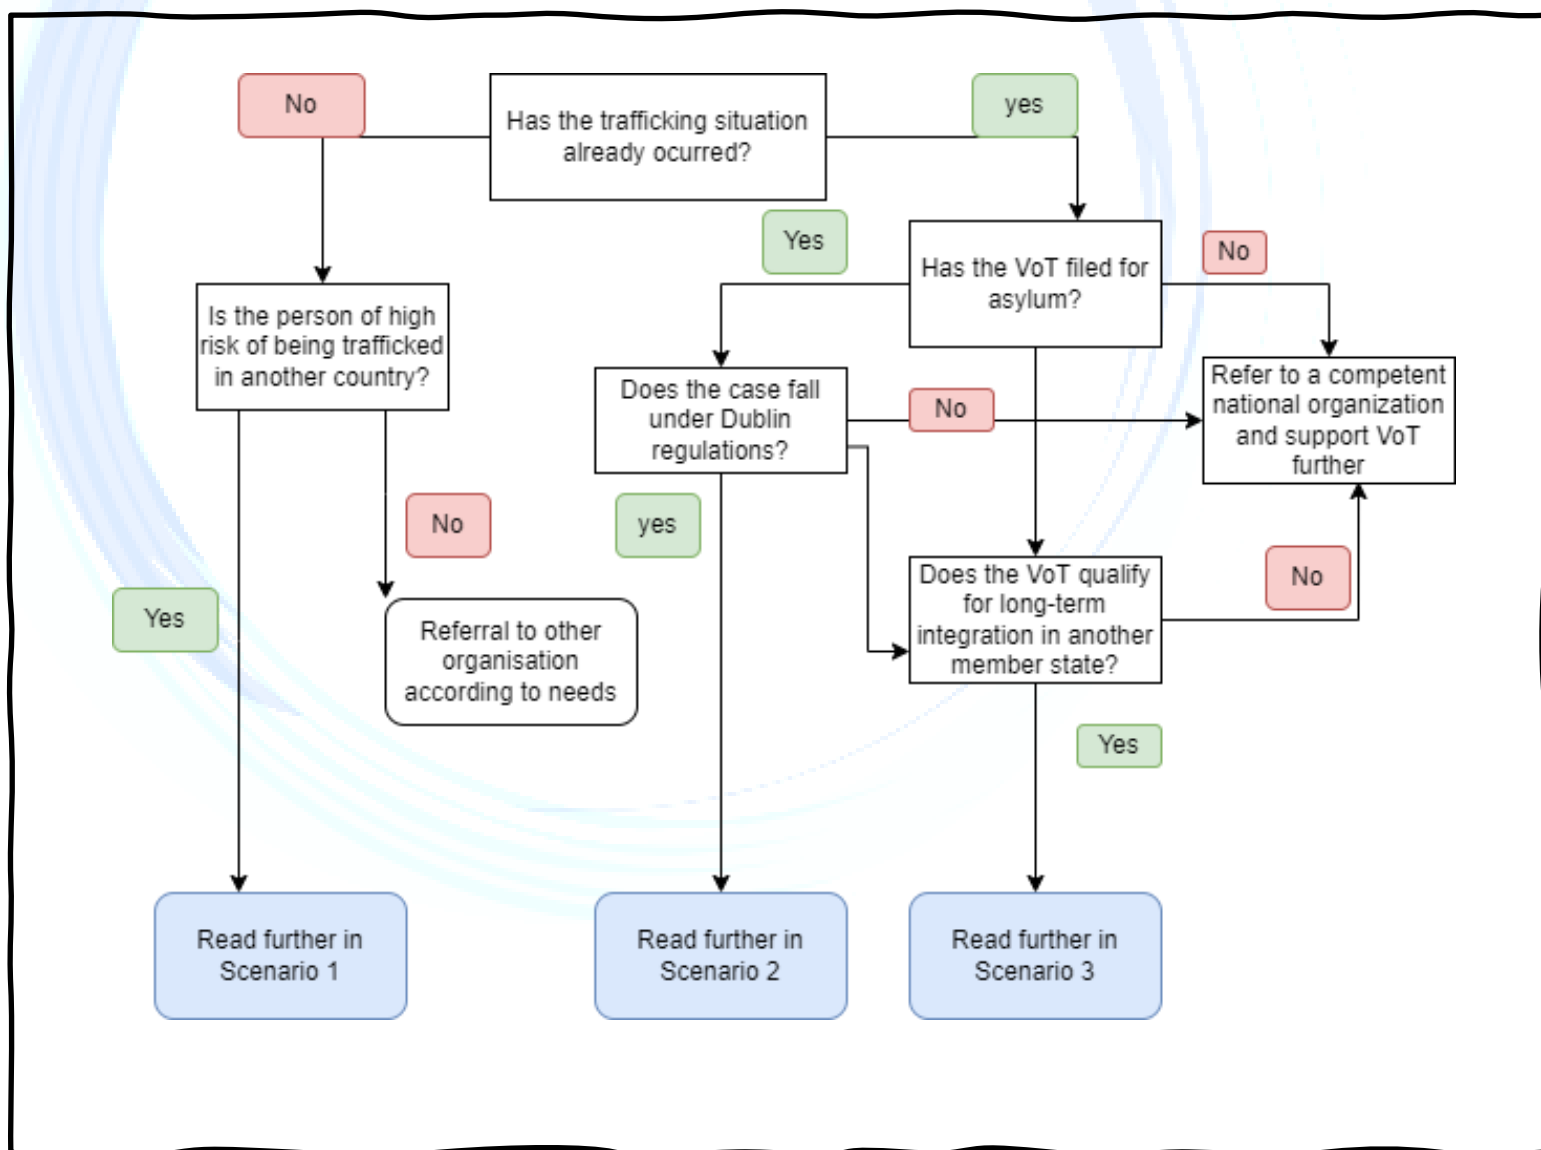 No
Has the trafficking situation
already ocurred?
yes
Yes
Has the VoT filed for
asylum?
No
Is the person of high
risk of being trafficked
in another country?
Does the case fall
under Dublin
regulations?
No
Refer to a competent
national organization
and support VoT
further
No
yes
Does the VoT qualify
for long-term
integration in another
member state?
No
Yes
Referral to other
organisation
according to needs
Yes
Read further in
Scenario 1
Read further in
Scenario 2
Read further in
Scenario 3